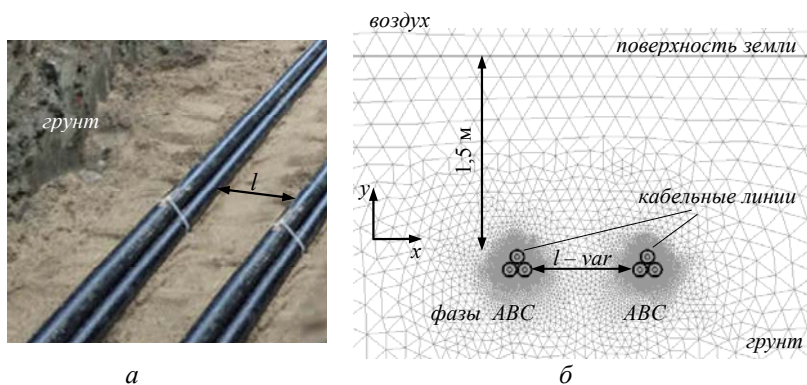 грунт
l
а
воздух
поверхность земли
1,5 м
y
x
кабельные линии
l – var
фазы ABC
ABC
грунт
б